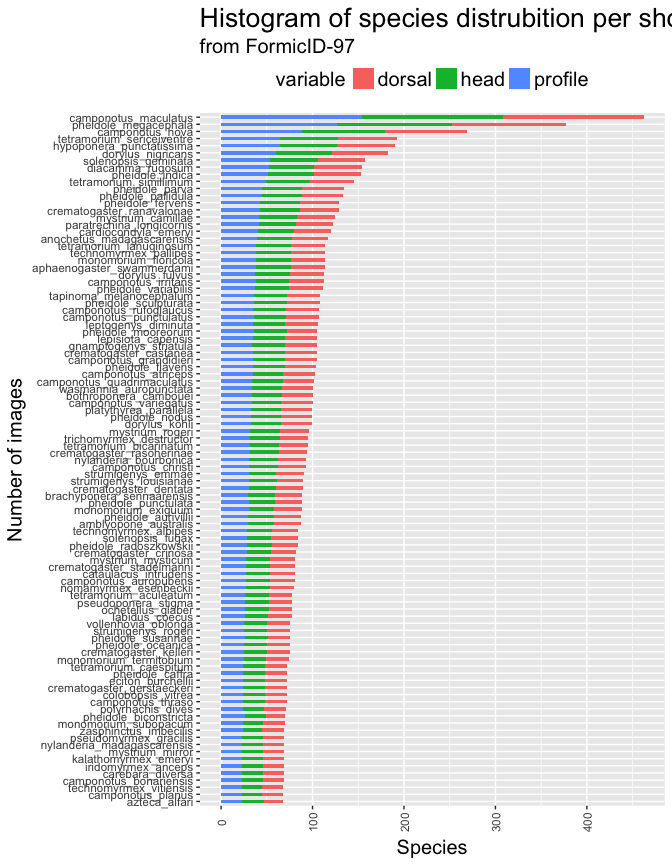 Histogram of species distrubition per sho
from FormicID-97
variable dorsal head profile
Number of images
camponotus_maculatus
pheidole_megacephala
camponotus_hova
tetramorium_sericeiventre
hypoponera_punctatissima
dorylus_nigricans
solenopsis_geminata
diacamma_rugosum
pheidole_indica
tetramorium_simillimum
pheidole_parva
pheidole_pallidula
pheidole_fervens
crematogaster_ranavalonae
mystrium_camillae
paratrechina_longicornis
cardiocondyla_emeryi
anochetus_madagascarensis
tetramorium_lanuginosum
technomyrmex_pallipes
monomorium_floricola
aphaenogaster_swammerdami
dorylus_fulvus
camponotus_irritans
pheidole_variabilis
tapinoma_melanocephalum
pheidole_sculpturata
camponotus_rufoglaucus
camponotus_punctulatus
leptogenys_diminuta
pheidole_mooreorum
lepisiota_capensis
gnamptogenys_striatula
crematogaster_castanea
camponotus_grandidieri
pheidole_flavens
camponotus_atriceps
camponotus_quadrimaculatus
wasmannia_auropunctata
bothroponera_cambouei
camponotus_variegatus
platythyrea_parallela
pheidole_nodus
dorylus_kohli
mystrium_rogeri
trichomyrmex_destructor
tetramorium_bicarinatum
crematogaster_rasoherinae
nylanderia_bourbonica
camponotus_christi
strumigenys_emmae
strumigenys_louisianae
crematogaster_dentata
brachyponera_sennaarensis
pheidole_punctulata
monomorium_exiguum
pheidole_aurivillii
amblyopone_australis
technomyrmex_albipes
solenopsis_fugax
pheidole_radoszkowskii
crematogaster_crinosa
mystrium_mysticum
crematogaster_stadelmanni
cataulacus_intrudens
camponotus_agropubens
nomamyrmex_esenbeckii
tetramorium_aculeatum
pseudoponera_stigma
ochetellus_glaber
labidus_coecus
vollenhovia_oblonga
strumigenys_rogeri
pheidole_susannae
pheidole_oceanica
crematogaster_kelleri
monomorium_termitobium
tetramorium_caespitum
pheidole_caffra
eciton_burchellii
crematogaster_gerstaeckeri
colobopsis_vitrea
camponotus_thraso
polyrhachis_dives
pheidole_biconstricta
monomorium_subopacum
zasphinctus_imbecilis
pseudomyrmex_gracilis
nylanderia_madagascarensis
mystrium_mirror
kalathomyrmex_emeryi
iridomyrmex_anceps
carebara_diversa
camponotus_bonariensis
technomyrmex_vitiensis
camponotus_planus
azteca_alfari
0 100 200 300 400
Species